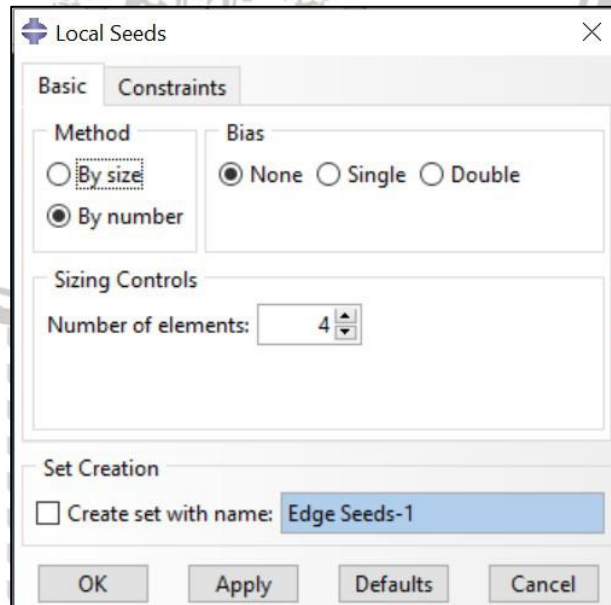 Local Seeds
Basic Constraints
Method
By size
By number
Bias
None Single Double
Sizing Controls
Number of elements: 4
Set Creation
Create set with name: Edge Seeds-1
OK Apply Defaults Cancel